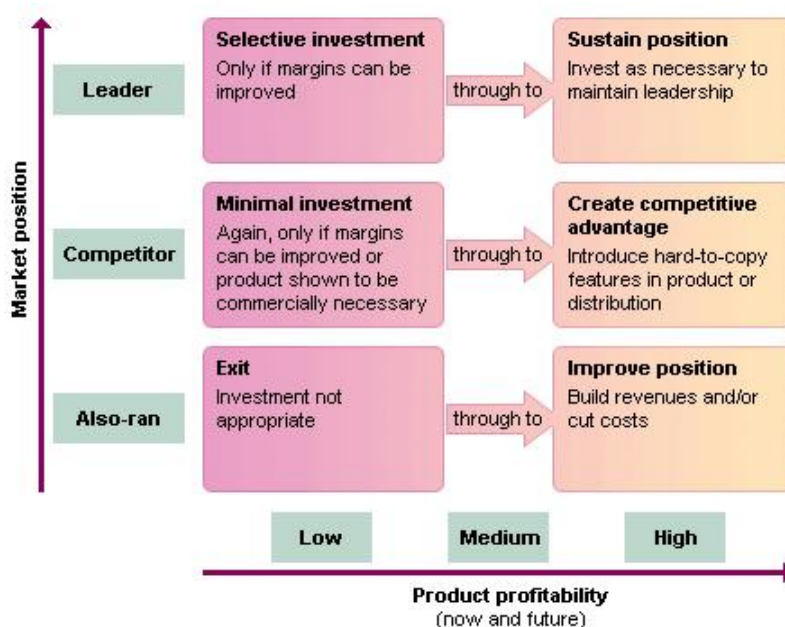 Market position
Leader
Selective investment
Only if margins can be
improved
through to
Sustain position
Invest as necessary to
maintain leadership
Competitor
Minimal investment
Again, only if margins
can be improved or
product shown to be
commercially necessary
through to
Create competitive
advantage
Introduce hard-to-copy
features in product or
distribution
Also-ran
Exit
Investment not
appropriate
through to
Improve position
Build revenues and/or
cut costs
Low
Medium
High
Product profitability
(now and future)